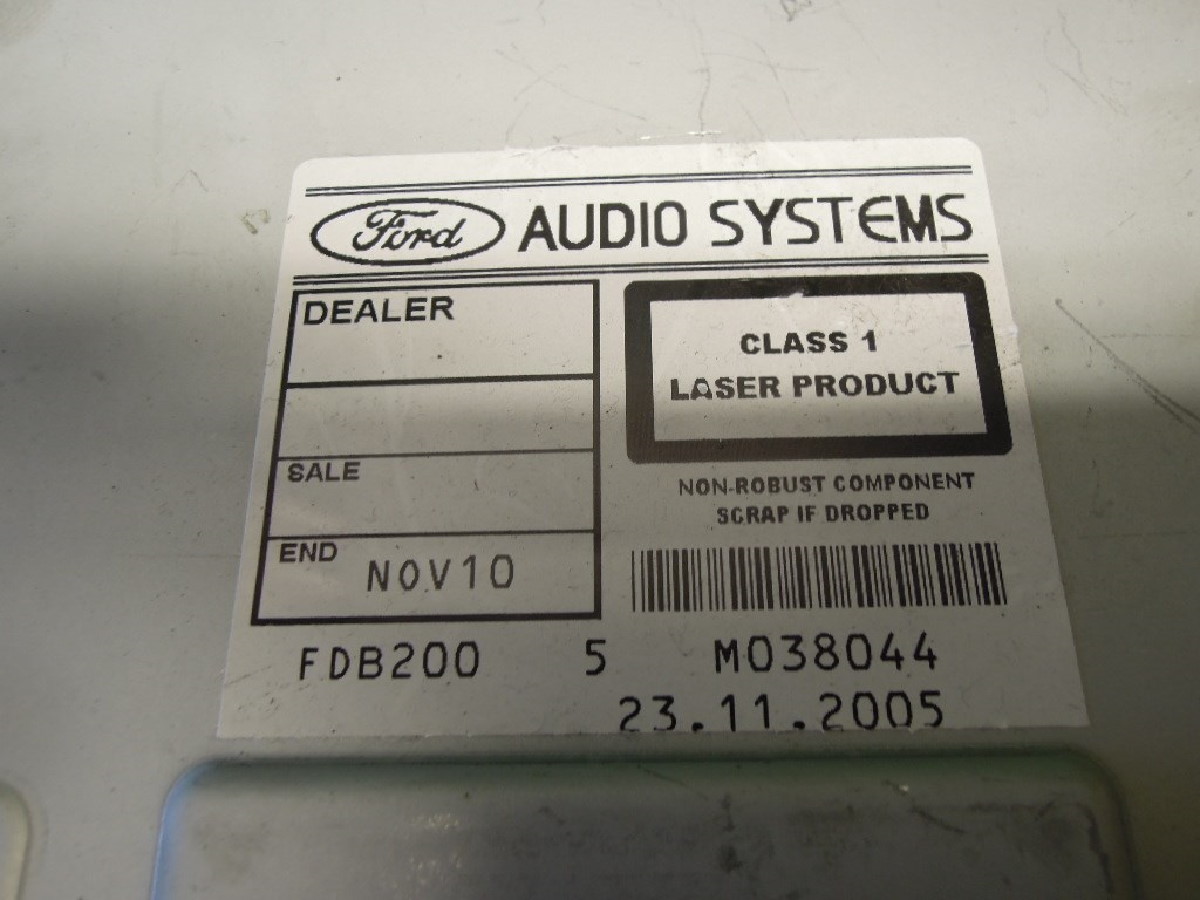 Ford AUDIO SYSTEMS
DEALER
SALE
END NOV10
CLASS 1
LASER PRODUCT
NON-ROBUST COMPONENT
SCRAP IF DROPPED
FDB200 5 M038044
23.11.2005